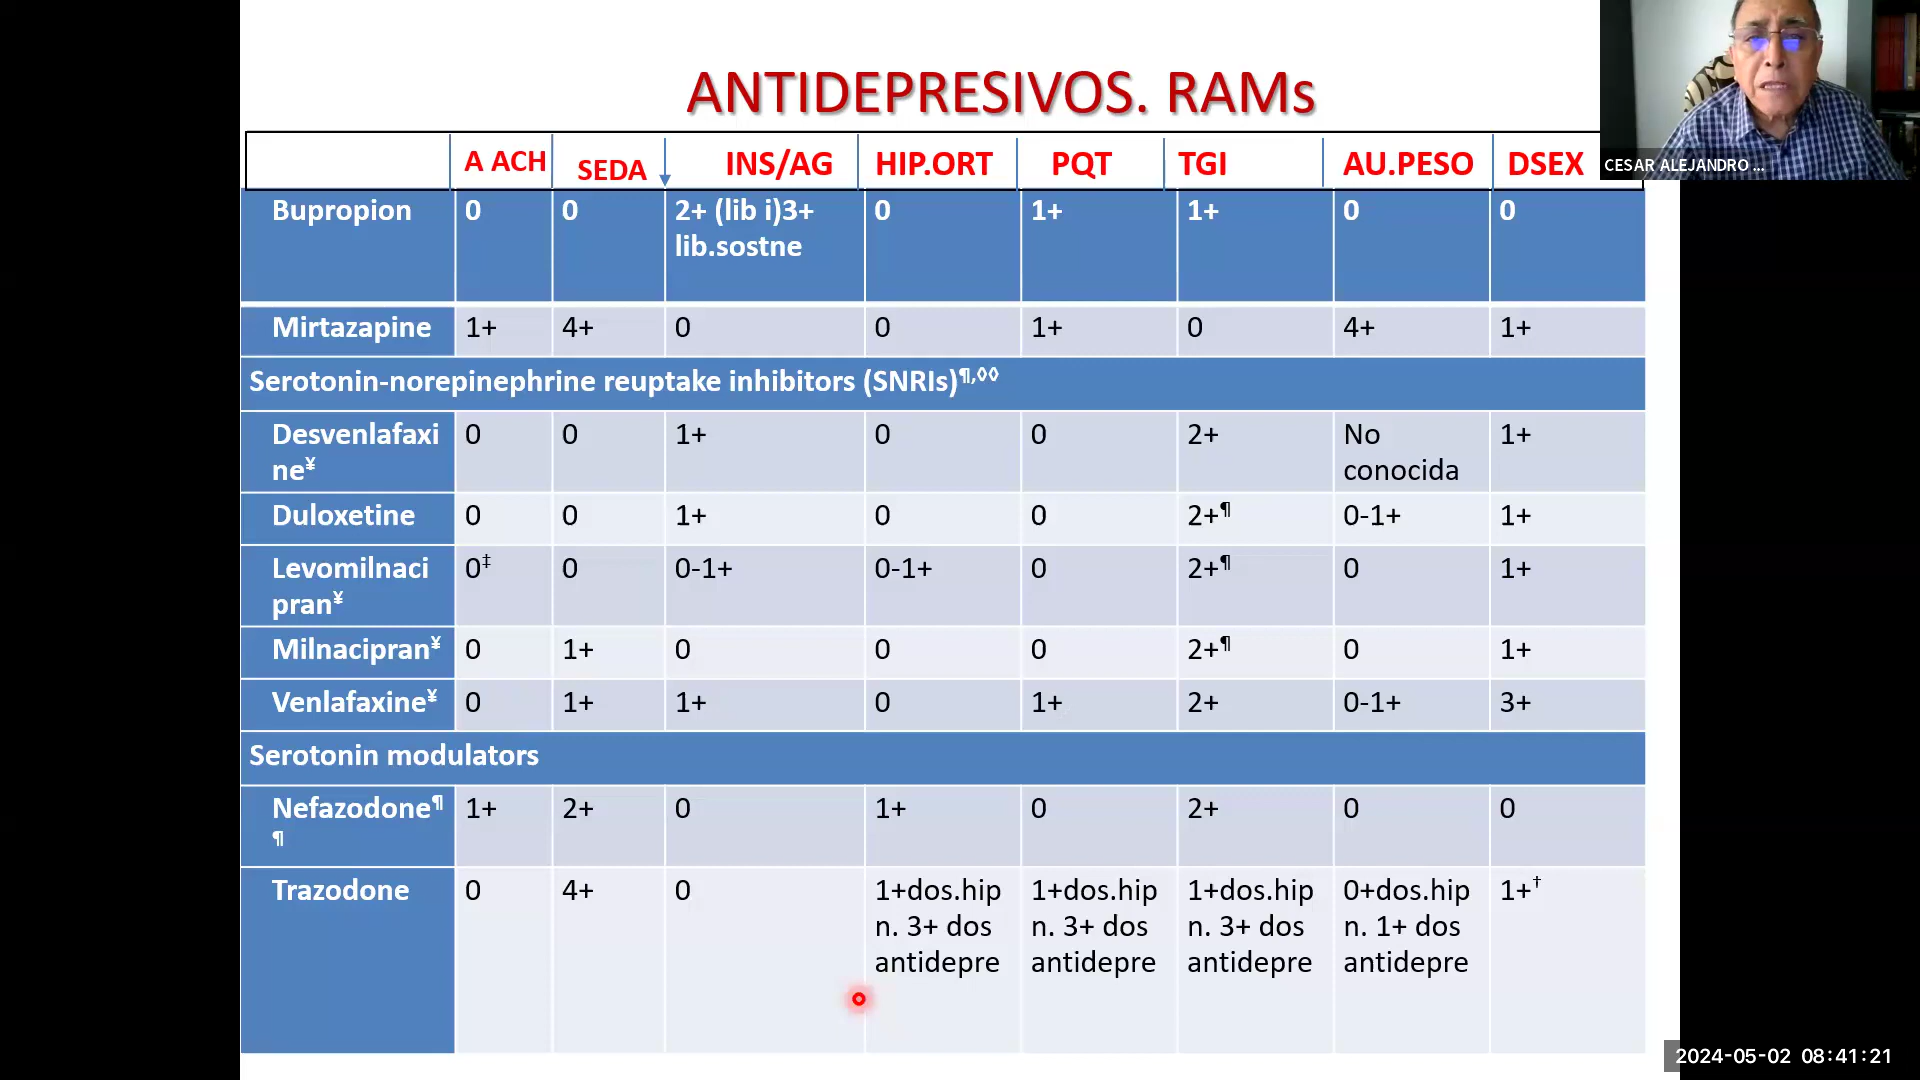 ANTIDEPRESIVOS. RAMs
CESAR ALEJANDRO ...
A ACH SEDA INS/AG HIP.ORT PQT TGI AU.PESO DSEX
Bupropion 0 0 2+ (lib i)3+ 0 1+ 1+ 0 0
lib.sostne
Mirtazapine 1+ 4+ 0 0 1+ 0 4+ 1+
Serotonin-norepinephrine reuptake inhibitors (SNRIs)¶,◊◊
Desvenlafaxi 0 0 1+ 0 0 2+ No 1+
ne¥ conocida
Duloxetine 0 0 1+ 0 0 2+¶ 0-1+ 1+
Levomilnaci 0‡ 0 0-1+ 0-1+ 0 2+¶ 0 1+
pran¥
Milnacipran¥ 0 1+ 0 0 0 2+¶ 0 1+
Venlafaxine¥ 0 1+ 1+ 0 1+ 2+ 0-1+ 3+
Serotonin modulators
Nefazodone¶ 1+ 2+ 0 1+ 0 2+ 0 0
¶
Trazodone 0 4+ 0 1+dos.hip 1+dos.hip 1+dos.hip 0+dos.hip 1+†
n. 3+ dos n. 3+ dos n. 3+ dos n. 1+ dos
antidepre antidepre antidepre antidepre
2024-05-02 08:41:21